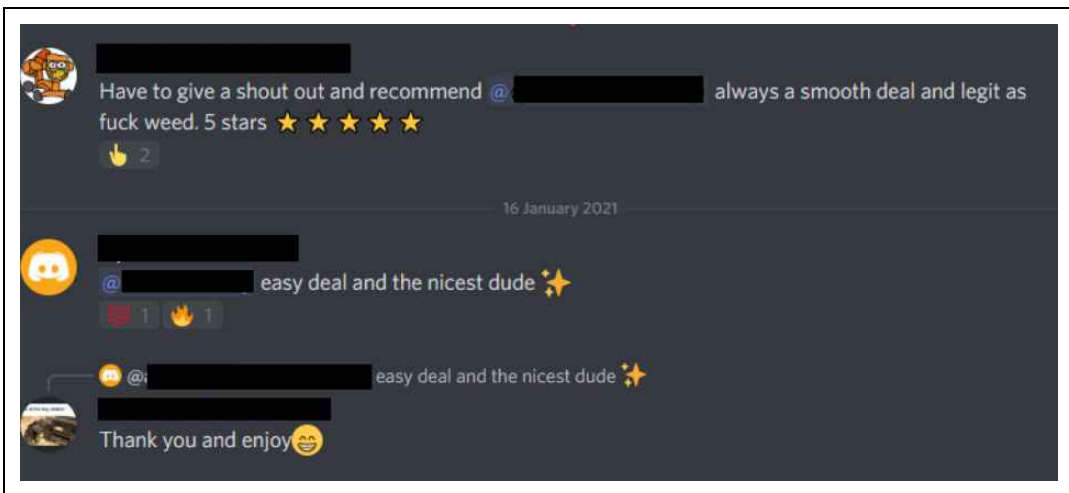 Have to give a shout out and recommend @ always a smooth deal and legit as
fuck weed. 5 stars ⭐ ⭐ ⭐ ⭐ ⭐
👆 2
16 January 2021
@ easy deal and the nicest dude ✨
💯 1 🔥 1
@ easy deal and the nicest dude ✨
Thank you and enjoy😁